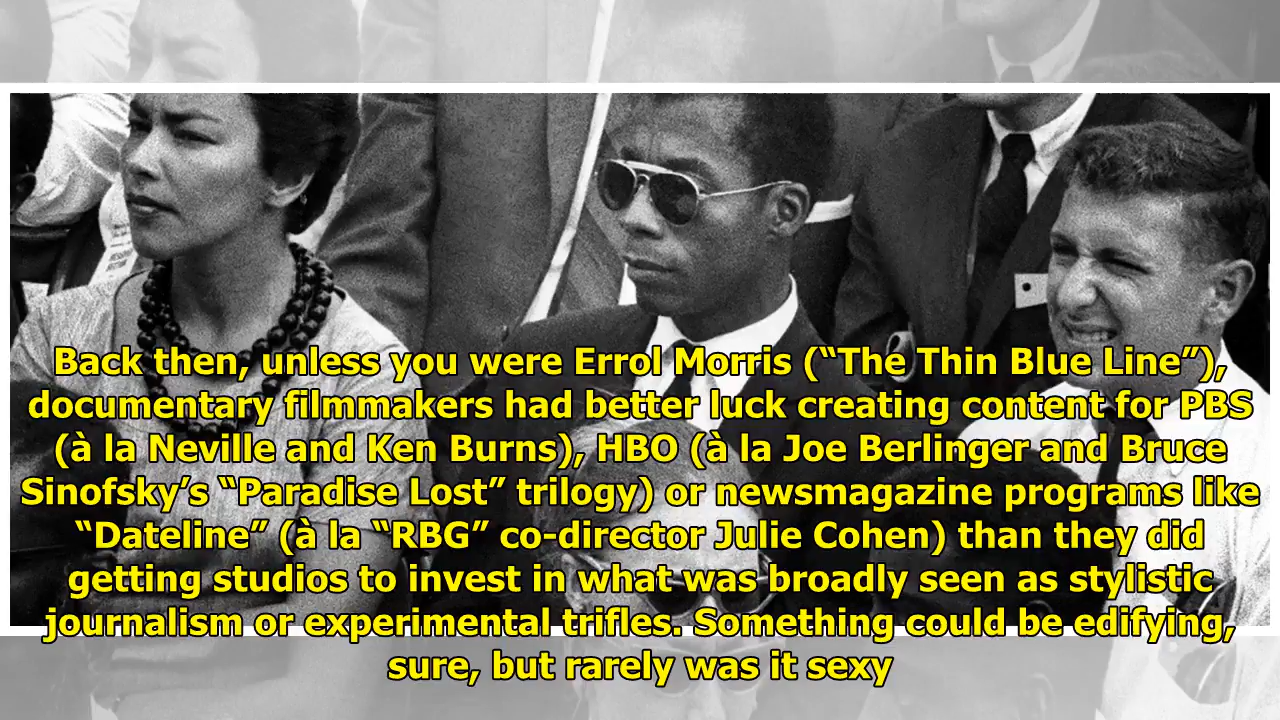 Back then, unless you were Errol Morris (“The Thin Blue Line”),
documentary filmmakers had better luck creating content for PBS
(à la Neville and Ken Burns), HBO (à la Joe Berlinger and Bruce
Sinofsky’s “Paradise Lost” trilogy) or newsmagazine programs like
“Dateline” (à la “RBG” co-director Julie Cohen) than they did
getting studios to invest in what was broadly seen as stylistic
journalism or experimental trifles. Something could be edifying,
sure, but rarely was it sexy